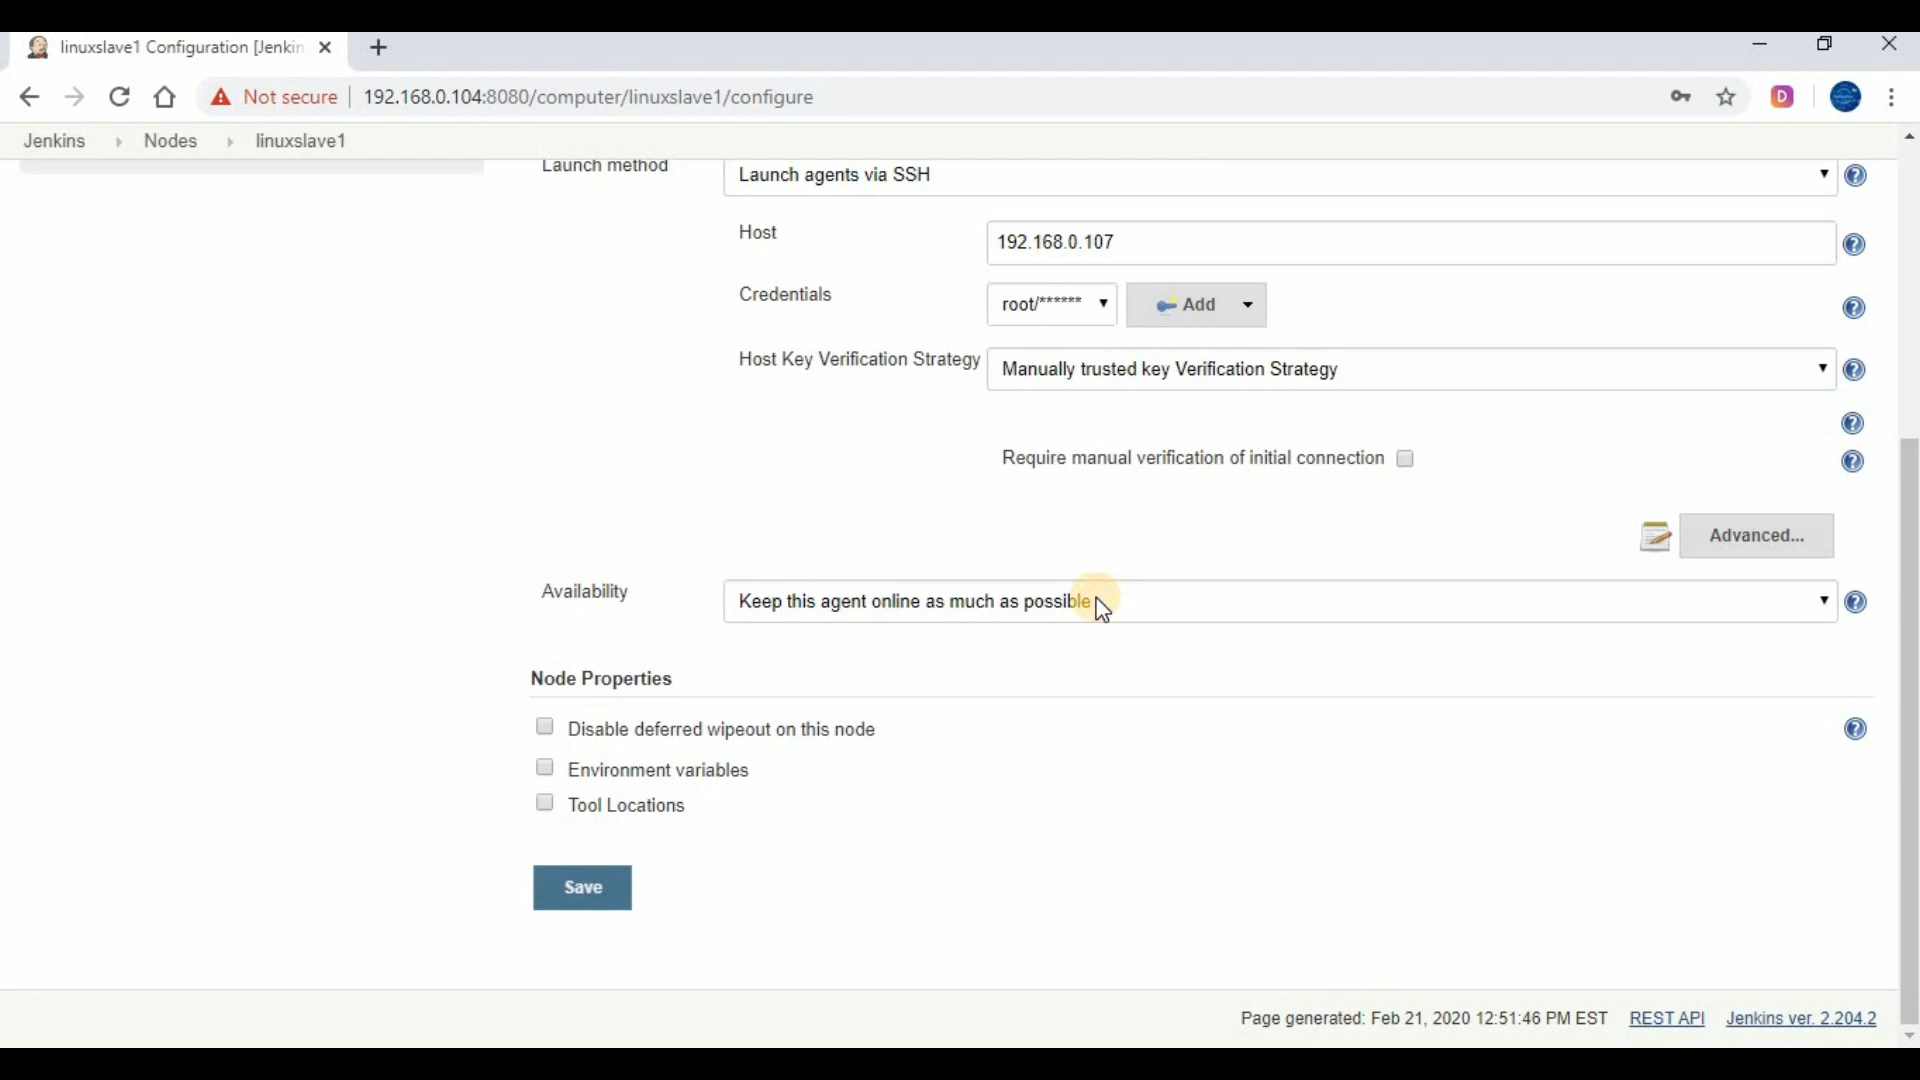 linuxslave1 Configuration [Jenkin
Not secure 192.168.0.104:8080/computer/linuxslave1/configure
D
Jenkins Nodes linuxslave1
Launch method Launch agents via SSH
Host 192.168.0.107
Credentials root/****** Add
Host Key Verification Strategy Manually trusted key Verification Strategy
Require manual verification of initial connection
Advanced...
Availability Keep this agent online as much as possible
Node Properties
Disable deferred wipeout on this node
Environment variables
Tool Locations
Save
Page generated: Feb 21, 2020 12:51:46 PM EST REST API Jenkins ver. 2.204.2